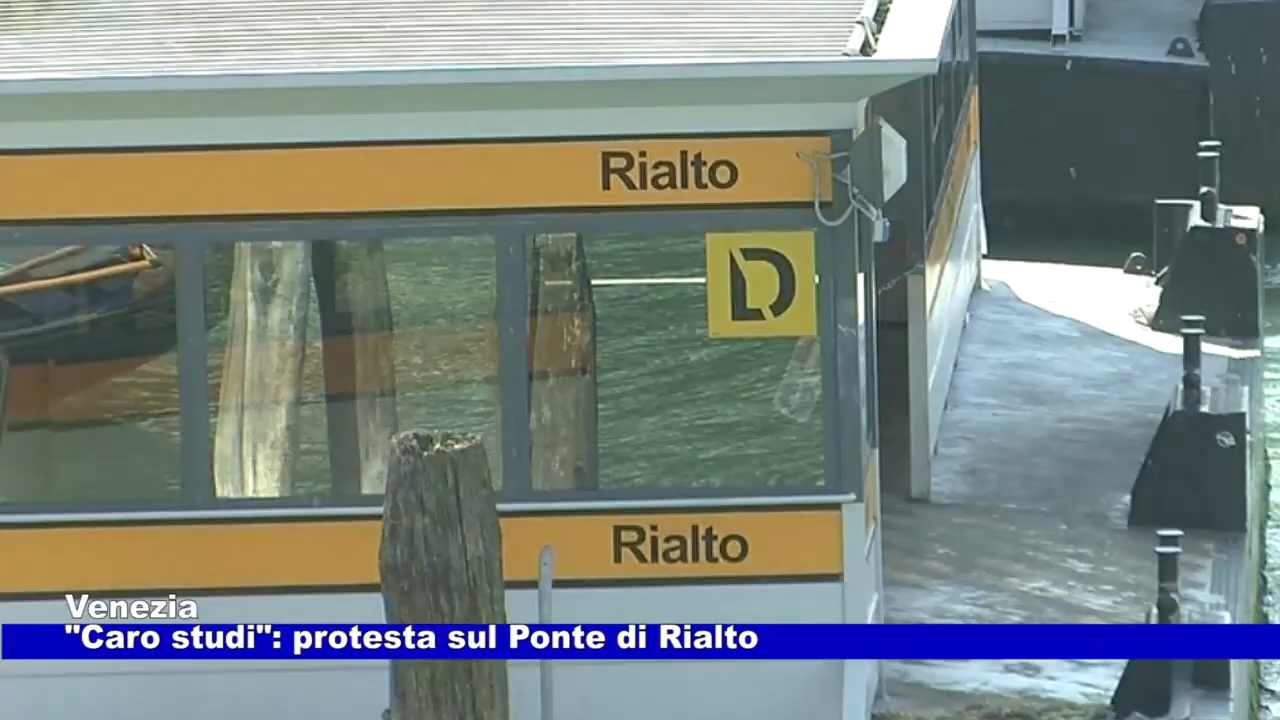 Rialto
D
Rialto
Venezia
"Caro studi": protesta sul Ponte di Rialto